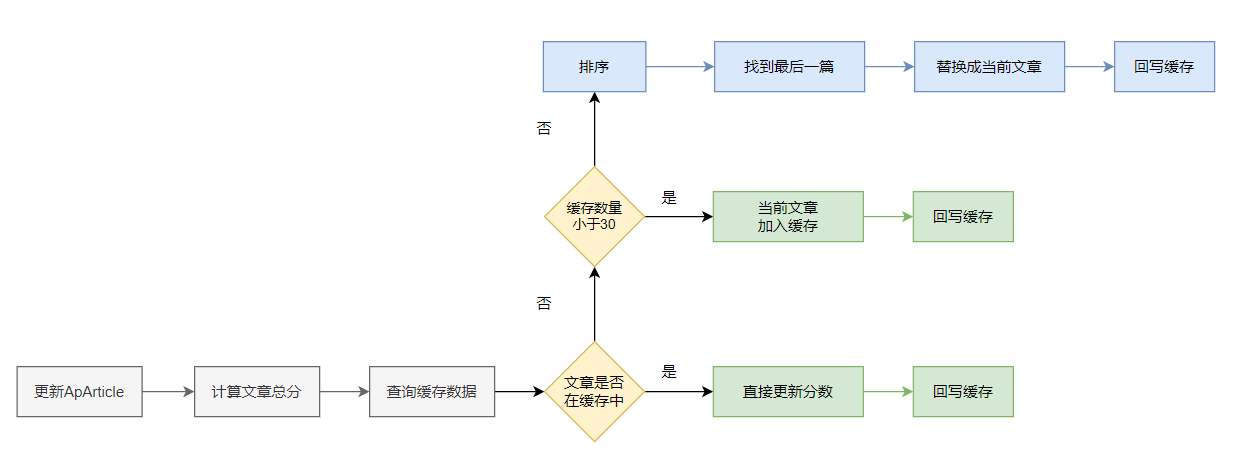 排序
找到最后一篇
替换成当前文章
回写缓存
否
缓存数量
小于30
是
当前文章
加入缓存
回写缓存
否
更新ApArticle
计算文章总分
查询缓存数据
文章是否
在缓存中
是
直接更新分数
回写缓存